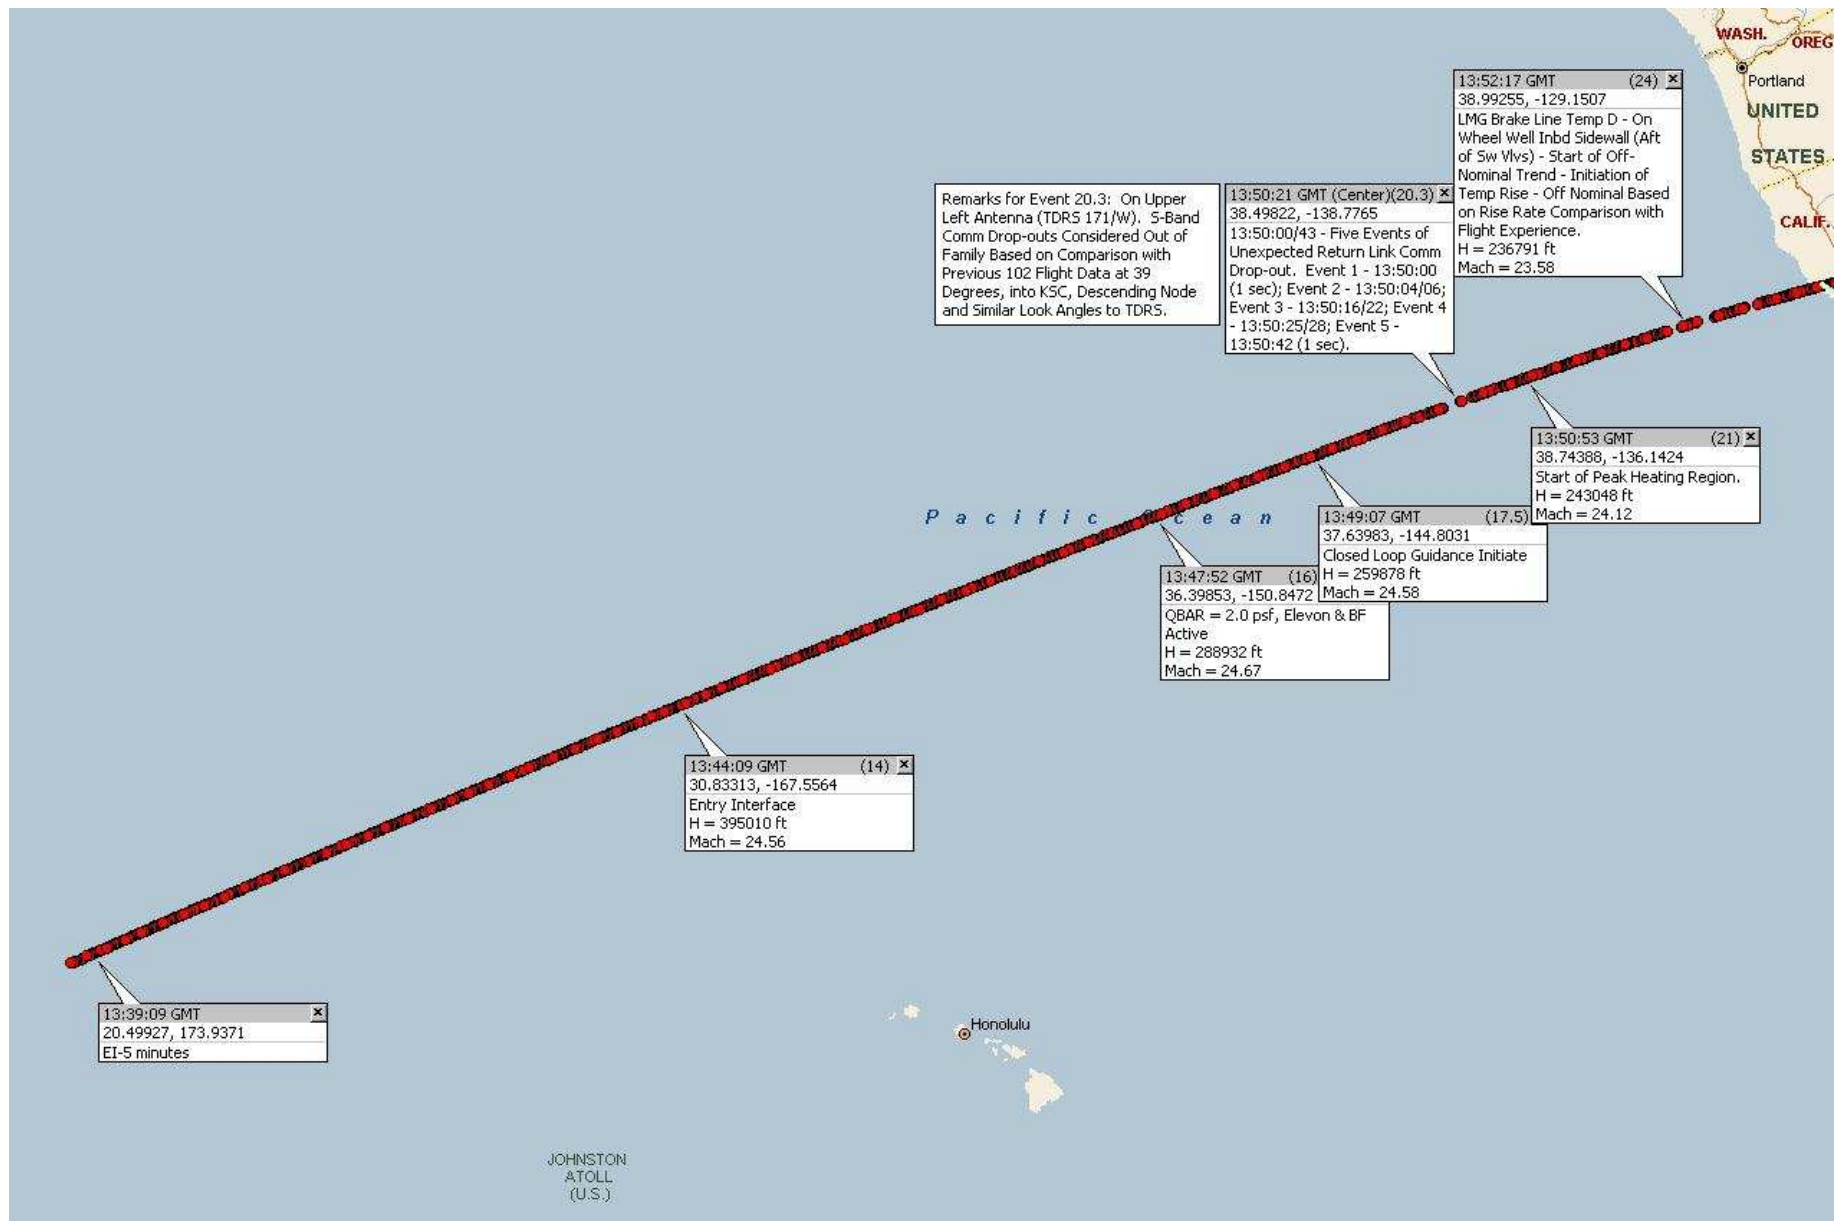 WASH.
OREG
Portland
UNITED
STATES
CALIF.
13:52:17 GMT (24)
38.99255, -129.1507
LMG Brake Line Temp D - On
Wheel Well Inbd Sidewall (Aft
of Sw Vlvs) - Start of Off-
Nominal Trend - Initiation of
Temp Rise - Off Nominal Based
on Rise Rate Comparison with
Flight Experience.
H = 236791 ft
Mach = 23.58
Remarks for Event 20.3: On Upper
Left Antenna (TDRS 171/W). S-Band
Comm Drop-outs Considered Out of
Family Based on Comparison with
Previous 102 Flight Data at 39
Degrees, into KSC, Descending Node
and Similar Look Angles to TDRS.
13:50:21 GMT (Center)(20.3)
38.49822, -138.7765
13:50:00/43 - Five Events of
Unexpected Return Link Comm
Drop-out. Event 1 - 13:50:00
(1 sec); Event 2 - 13:50:04/06;
Event 3 - 13:50:16/22; Event 4
- 13:50:25/28; Event 5 -
13:50:42 (1 sec).
13:50:53 GMT (21)
38.74388, -136.1424
Start of Peak Heating Region.
H = 243048 ft
Mach = 24.12
Pacific Ocean
13:49:07 GMT (17.5)
37.63983, -144.8031
Closed Loop Guidance Initiate
H = 259878 ft
Mach = 24.58
13:47:52 GMT (16)
36.39853, -150.8472
QBAR = 2.0 psf, Elevon & BF
Active
H = 288932 ft
Mach = 24.67
13:44:09 GMT (14)
30.83313, -167.5564
Entry Interface
H = 395010 ft
Mach = 24.56
13:39:09 GMT
20.49927, 173.9371
EI-5 minutes
Honolulu
JOHNSTON
ATOLL
(U.S.)